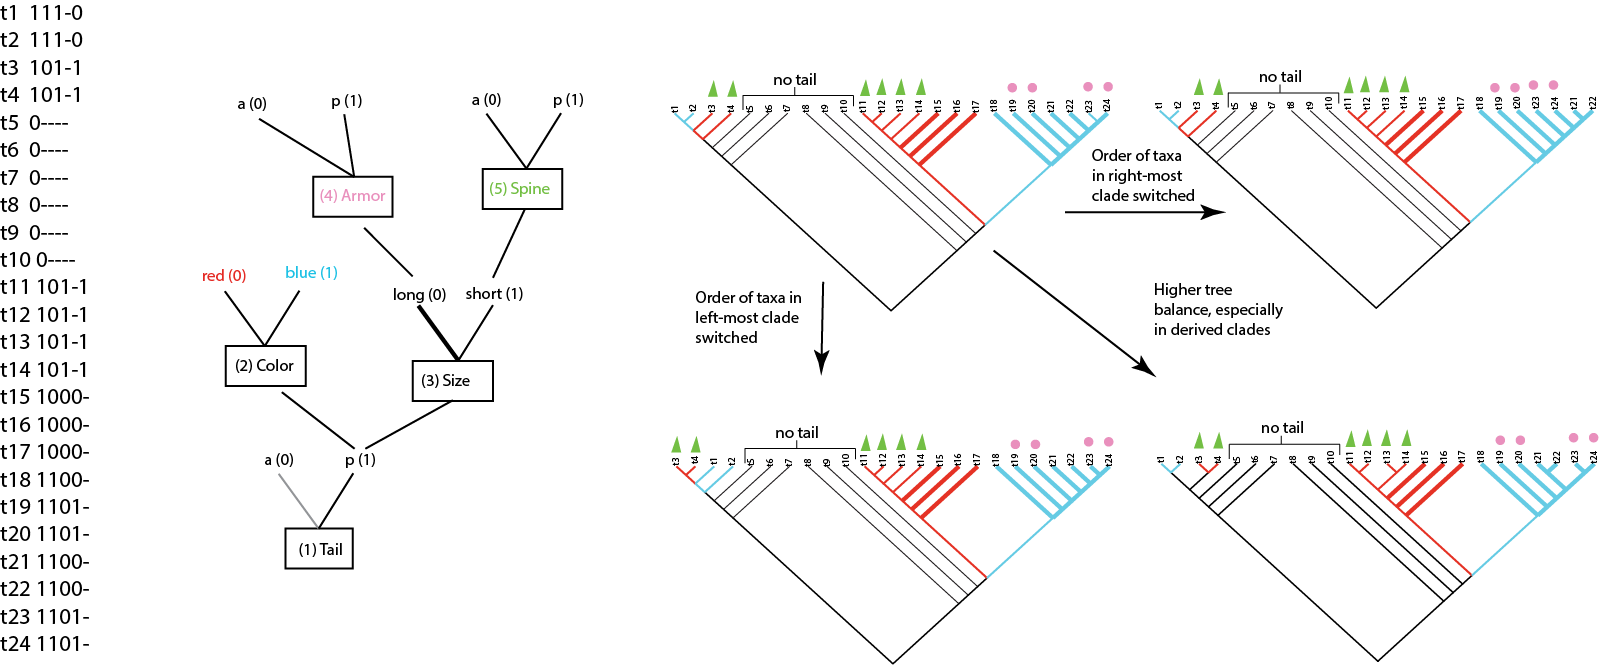 t1 111-0
t2 111-0
t3 101-1
t4 101-1
t5 0----
t6 0----
t7 0----
t8 0----
t9 0----
t10 0----
t11 101-1
t12 101-1
t13 101-1
t14 101-1
t15 1000-
t16 1000-
t17 1000-
t18 1100-
t19 1101-
t20 1101-
t21 1100-
t22 1100-
t23 1101-
t24 1101-
a (0) p (1) a (0) p (1)
(4) Armor (5) Spine
red (0) blue (1)
long (0) short (1)
(2) Color (3) Size
a (0) p (1)
(1) Tail
no tail
t1 t2 t3 t4 t5 t6 t7 t8 t9 t10 t11 t12 t13 t14 t15 t16 t17 t18 t19 t20 t21 t22 t23 t24
Order of taxa
in right-most
clade switched
no tail
t1 t2 t3 t4 t5 t6 t7 t8 t9 t10 t11 t12 t13 t14 t15 t16 t17 t18 t19 t20 t23 t24 t21 t22
Order of taxa in
left-most clade
switched
Higher tree
balance, especially
in derived clades
no tail
t3 t4 t1 t2 t5 t6 t7 t8 t9 t10 t11 t12 t13 t14 t15 t16 t17 t18 t19 t20 t21 t22 t23 t24
no tail
t1 t2 t3 t4 t5 t6 t7 t8 t9 t10 t11 t12 t13 t14 t15 t16 t17 t18 t19 t20 t21 t22 t23 t24